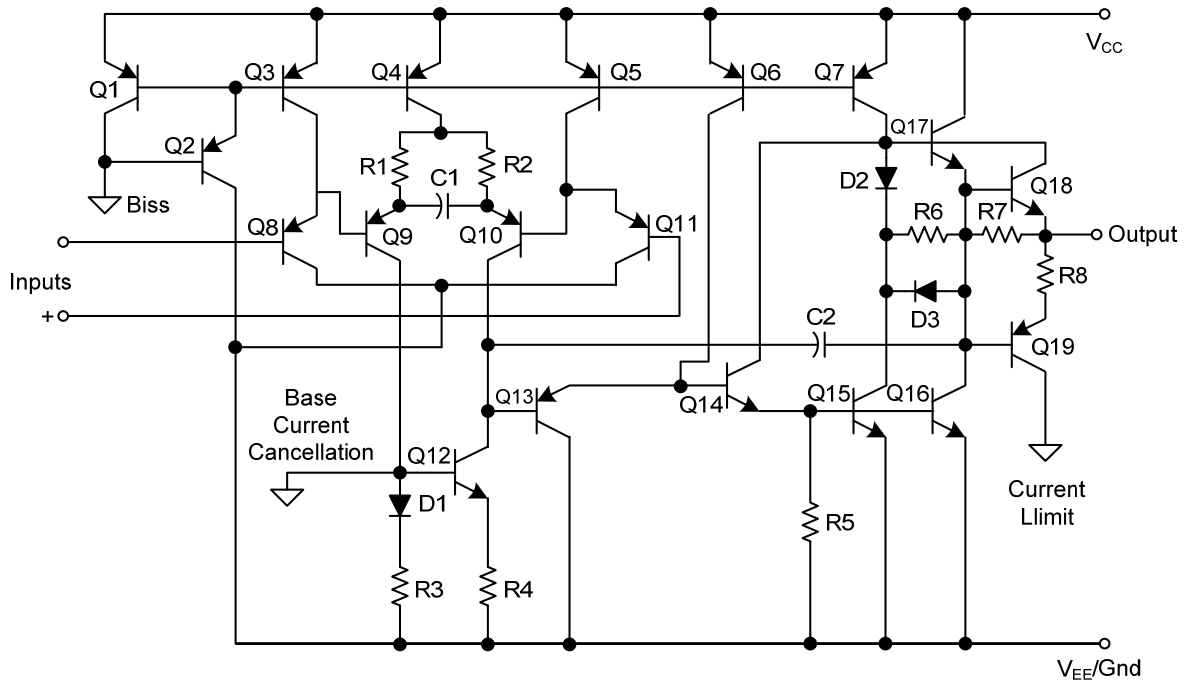 V_CC
Q1
Q3
Q4
Q5
Q6
Q7
Q17
Q2
R1
R2
C1
D2
Q18
Biss
Q8
Q9
Q10
Q11
R6
R7
Output
Inputs
+
R8
D3
C2
Q19
Base
Current
Cancellation
Q13
Q14
Q15
Q16
Q12
D1
R5
Current
Llimit
R3
R4
V_EE/Gnd